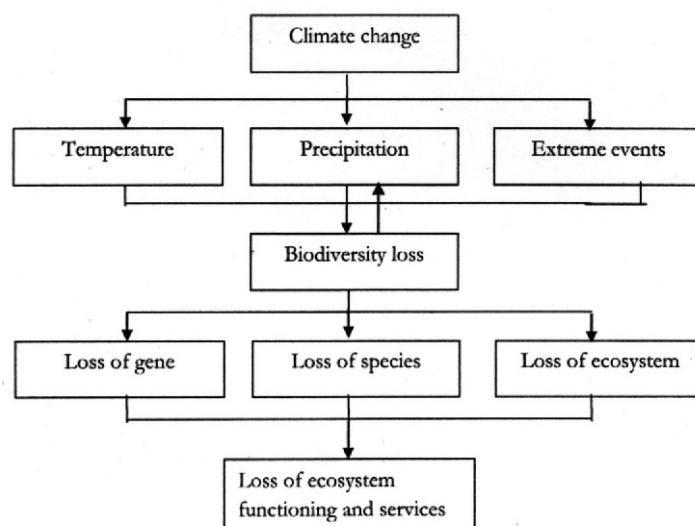 Climate change
Temperature
Precipitation
Extreme events
Biodiversity loss
Loss of gene
Loss of species
Loss of ecosystem
Loss of ecosystem
functioning and services